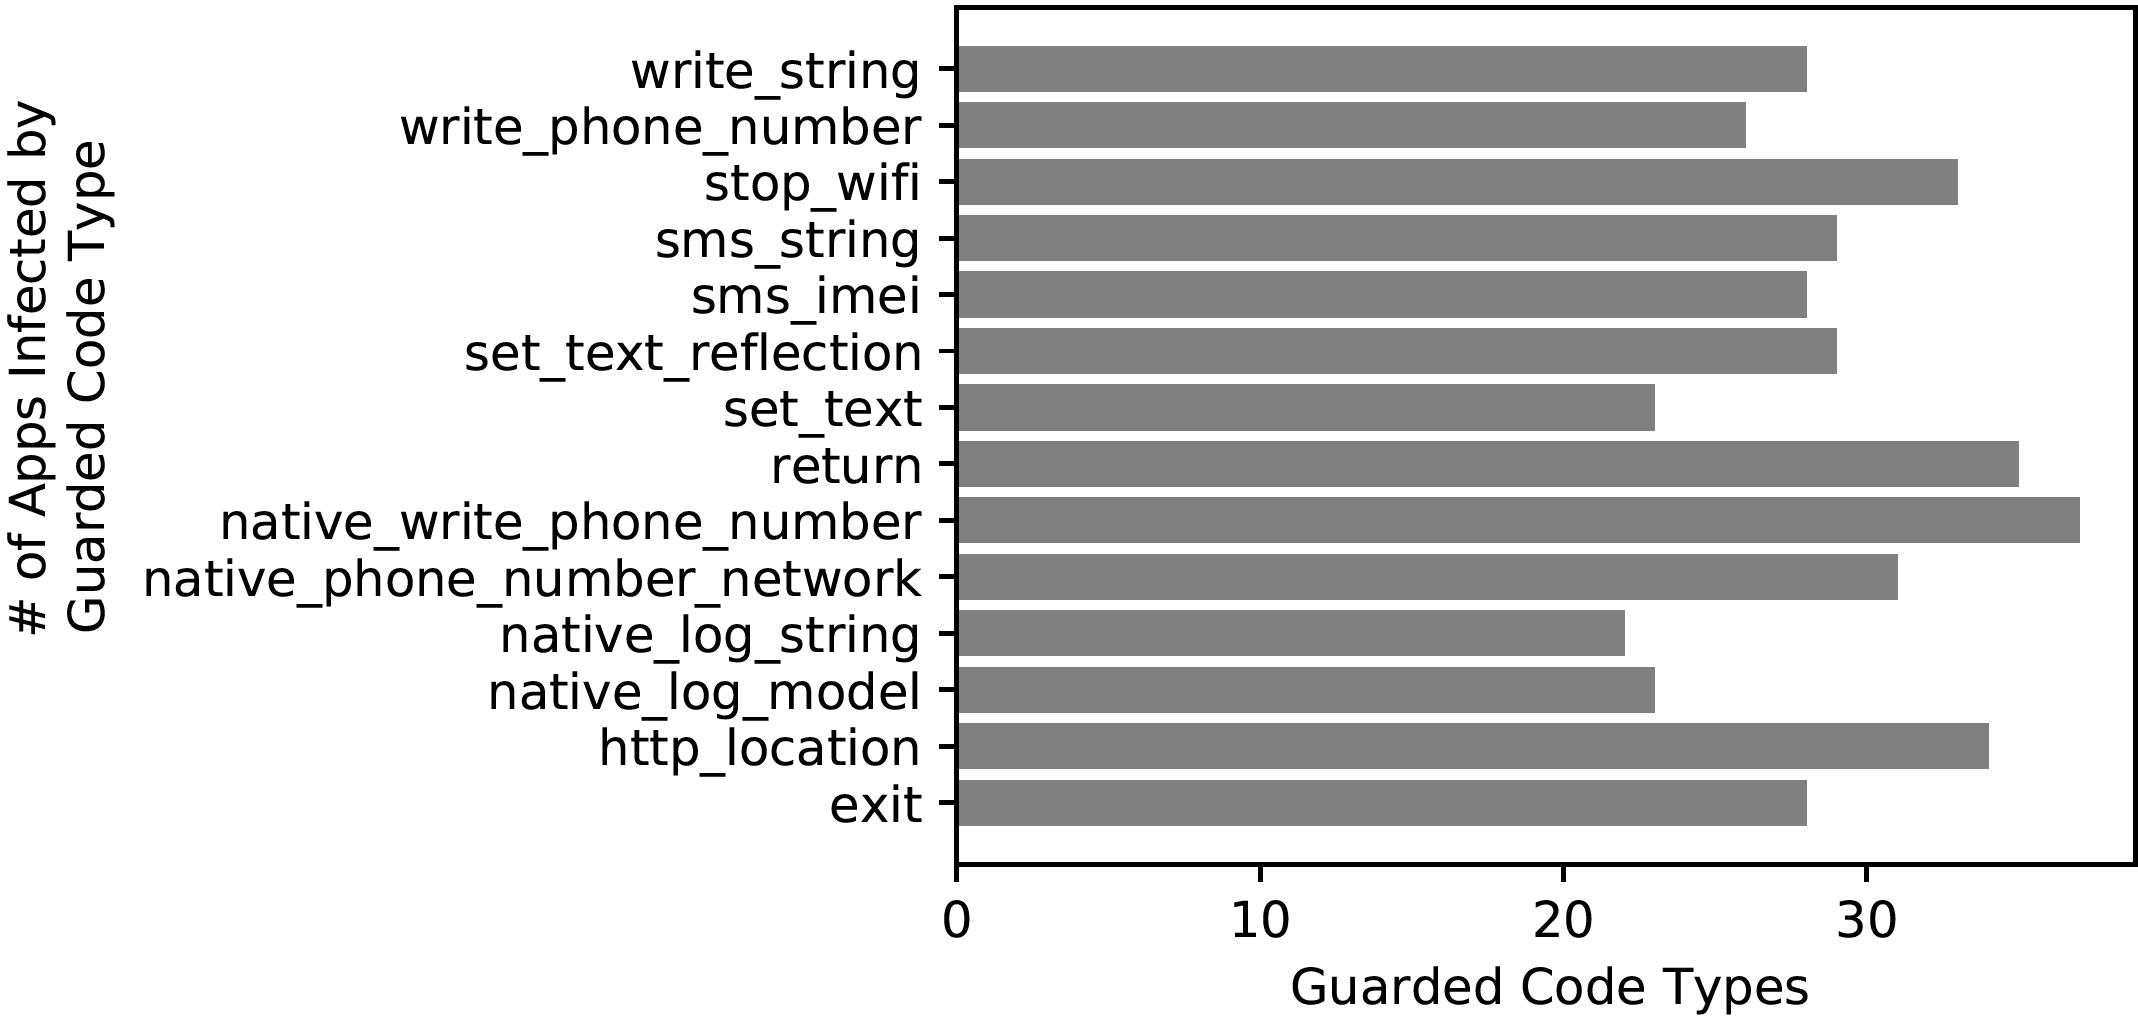 # of Apps Infected by
Guarded Code Type
write_string
write_phone_number
stop_wifi
sms_string
sms_imei
set_text_reflection
set_text
return
native_write_phone_number
native_phone_number_network
native_log_string
native_log_model
http_location
exit
0 10 20 30
Guarded Code Types